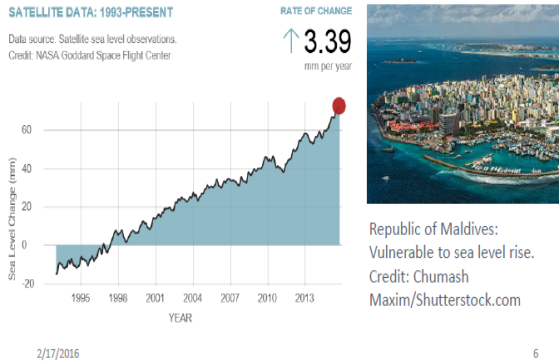 SATELLITE DATA: 1993-PRESENT
Data source: Satellite sea level observations.
Credit: NASA Goddard Space Flight Center
RATE OF CHANGE
↑ 3.39
mm per year
Sea Level Change (mm)
60
40
20
0
-20
1995 1998 2001 2004 2007 2010 2013
YEAR
Republic of Maldives:
Vulnerable to sea level rise.
Credit: Chumash
Maxim/Shutterstock.com
2/17/2016
6